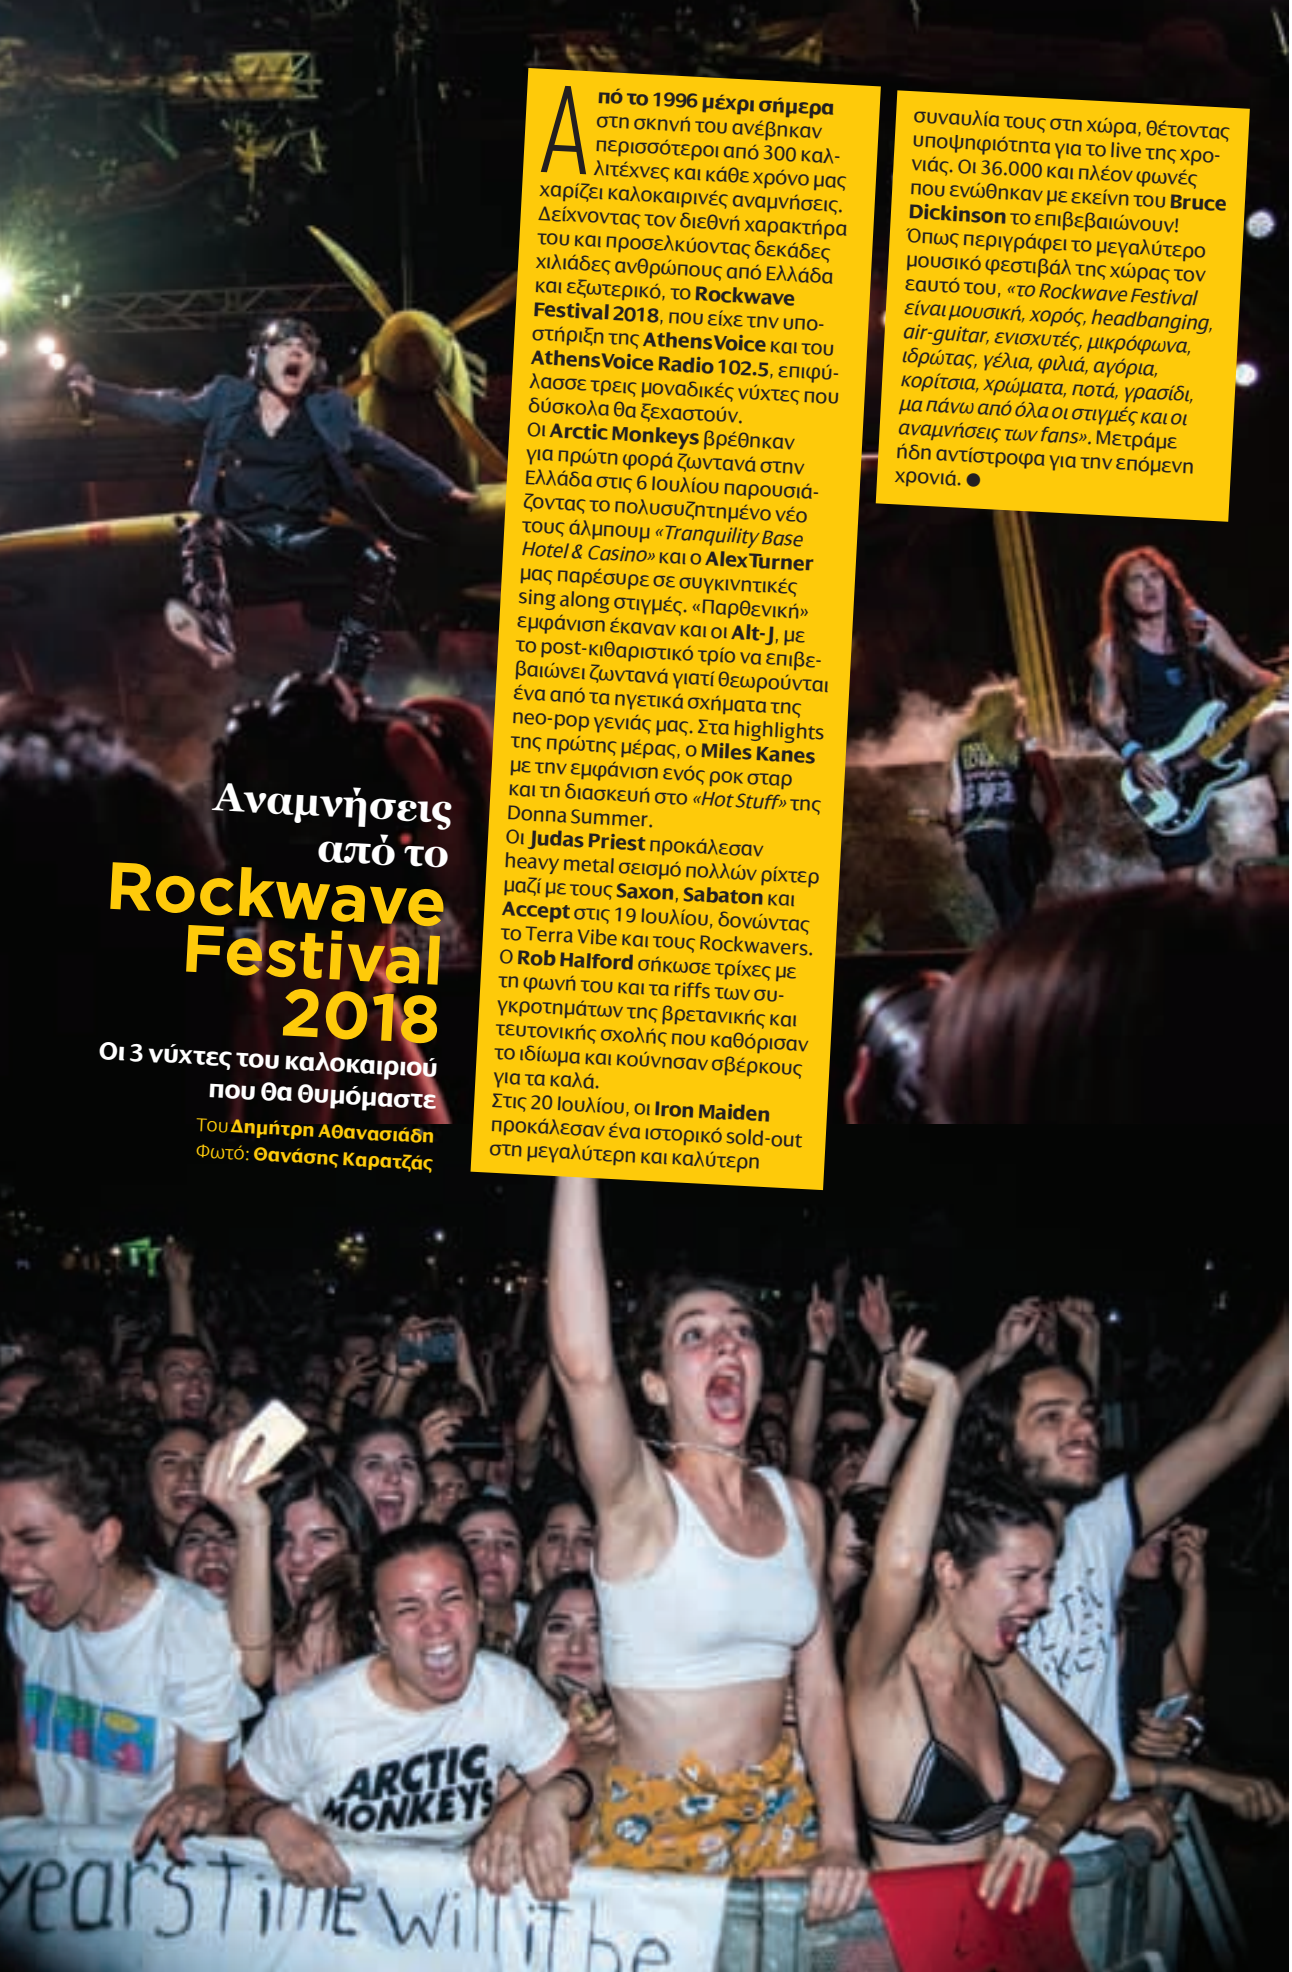 Αναμνήσεις
από το
Rockwave
Festival
2018
Οι 3 νύχτες του καλοκαιριού
που θα θυμόμαστε
Του Δημήτρη Αθανασιάδη
Φωτό: Θανάσης Καρατζάς
Από το 1996 μέχρι σήμερα
στη σκηνή του ανέβηκαν
περισσότεροι από 300 καλ-
λιτέχνες και κάθε χρόνο μας
χαρίζει καλοκαιρινές αναμνήσεις.
Δείχνοντας τον διεθνή χαρακτήρα
του και προσελκύοντας δεκάδες
χιλιάδες ανθρώπους από Ελλάδα
και εξωτερικό, το Rockwave
Festival 2018, που είχε την υπο-
στήριξη της AthensVoice και του
AthensVoice Radio 102.5, επιφύ-
λασσε τρεις μοναδικές νύχτες που
δύσκολα θα ξεχαστούν.
Οι Arctic Monkeys βρέθηκαν
για πρώτη φορά ζωντανά στην
Ελλάδα στις 6 Ιουλίου παρουσιά-
ζοντας το πολυσυζητημένο νέο
τους άλμπουμ «Tranquility Base
Hotel & Casino» και ο Alex Turner
μας παρέσυρε σε συγκινητικές
sing along στιγμές. «Παρθενική»
εμφάνιση έκαναν και οι Alt-J, με
το post-κιθαριστικό τρίο να επιβε-
βαιώνει ζωντανά γιατί θεωρούνται
ένα από τα ηγετικά σχήματα της
neo-pop γενιάς μας. Στα highlights
της πρώτης μέρας, ο Miles Kanes
με την εμφάνιση ενός ροκ σταρ
και τη διασκευή στο «Hot Stuff» της
Donna Summer.
Οι Judas Priest προκάλεσαν
heavy metal σεισμό πολλών ρίχτερ
μαζί με τους Saxon, Sabaton και
Accept στις 19 Ιουλίου, δονώντας
το Terra Vibe και τους Rockwavers.
Ο Rob Halford σήκωσε τρίχες με
τη φωνή του και τα riffs των συ-
γκροτημάτων της βρετανικής και
τευτονικής σχολής που καθόρισαν
το ιδίωμα και κούνησαν σβέρκους
για τα καλά.
Στις 20 Ιουλίου, οι Iron Maiden
προκάλεσαν ένα ιστορικό sold-out
στη μεγαλύτερη και καλύτερη
συναυλία τους στη χώρα, θέτοντας
υποψηφιότητα για το live της χρο-
νιάς. Οι 36.000 και πλέον φωνές
που ενώθηκαν με εκείνη του Bruce
Dickinson το επιβεβαιώνουν!
Όπως περιγράφει το μεγαλύτερο
μουσικό φεστιβάλ της χώρας τον
εαυτό του, «το Rockwave Festival
είναι μουσική, χορός, headbanging,
air-guitar, ενισχυτές, μικρόφωνα,
ιδρώτας, γέλια, φιλιά, αγόρια,
κορίτσια, χρώματα, ποτά, γρασίδι,
μα πάνω από όλα οι στιγμές και οι
αναμνήσεις των fans». Μετράμε
ήδη αντίστροφα για την επόμενη
χρονιά. ●
ARCTIC
MONKEYS
years Time will it be